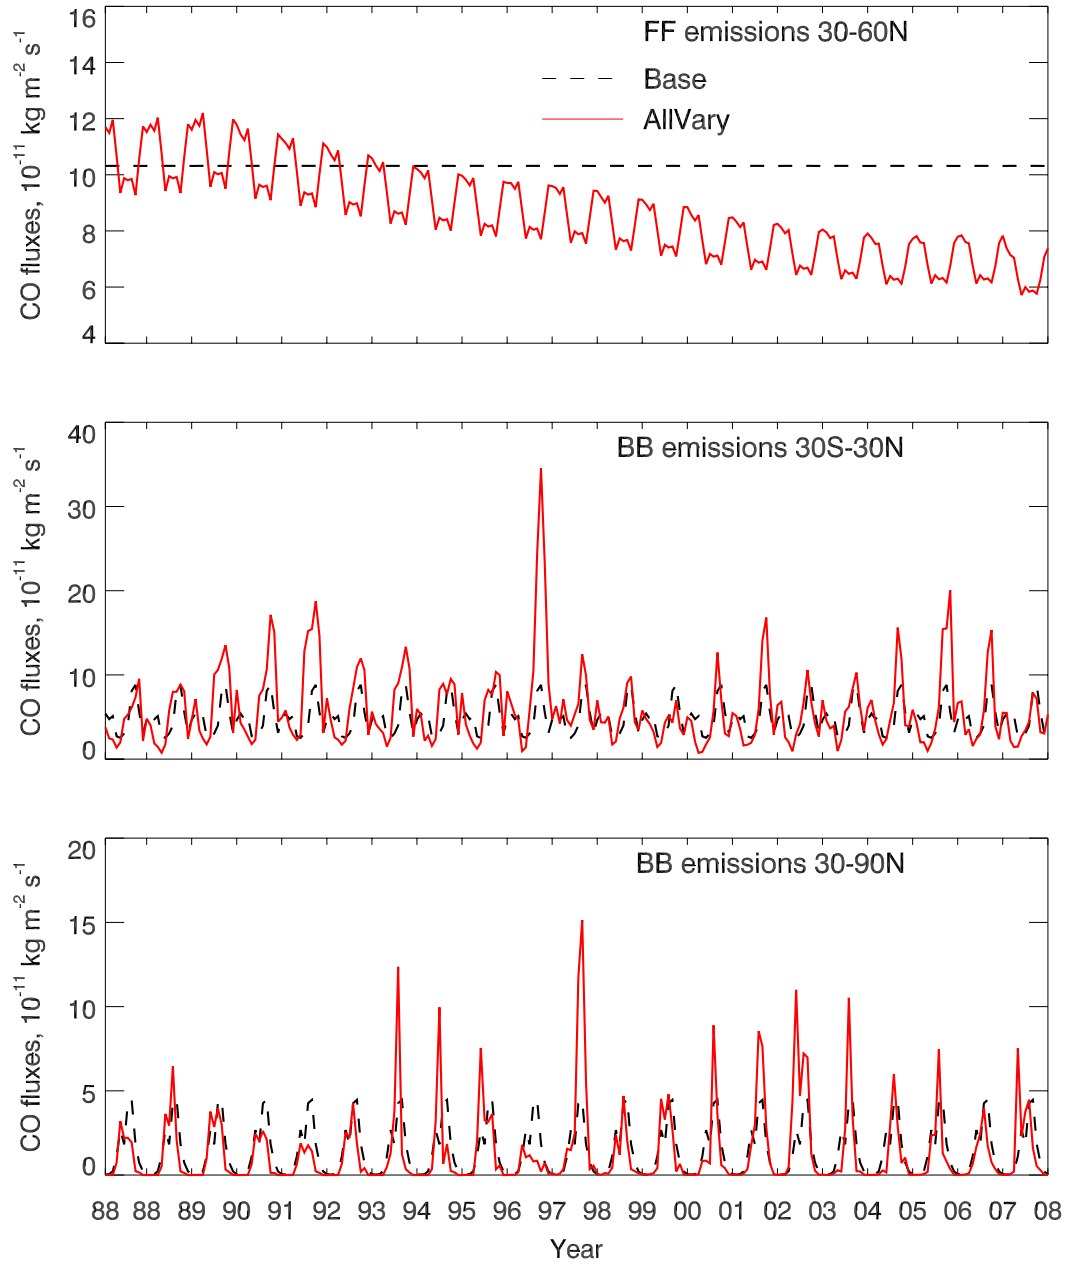 FF emissions 30-60N
Base
AllVary
CO fluxes, 10⁻¹¹ kg m⁻² s⁻¹
16
14
12
10
8
6
4
BB emissions 30S-30N
CO fluxes, 10⁻¹¹ kg m⁻² s⁻¹
40
30
20
10
0
BB emissions 30-90N
CO fluxes, 10⁻¹¹ kg m⁻² s⁻¹
20
15
10
5
0
88 88 89 90 91 92 93 94 95 96 97 98 99 00 01 02 03 04 05 06 07 08
Year